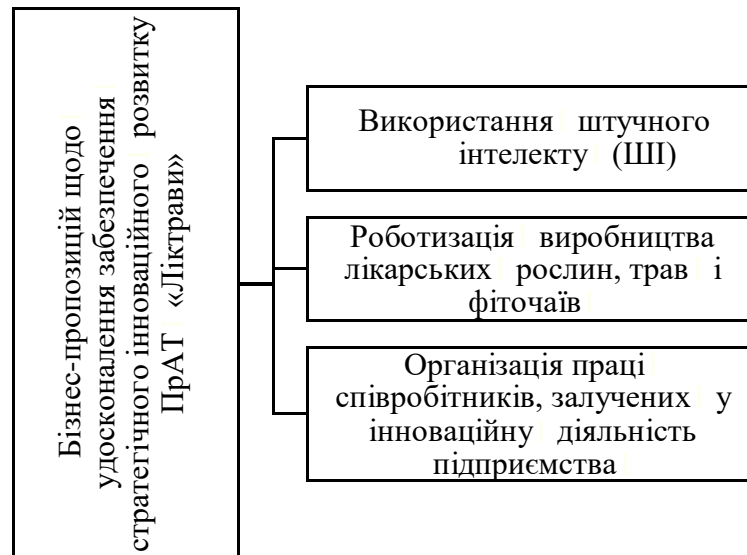 Бізнес-пропозицій щодо
удосконалення забезпечення
стратегічного інноваційного розвитку
ПрАТ «Ліктрави»
Використання штучного
інтелекту (ШІ)
Роботизація виробництва
лікарських рослин, трав і
фіточаїв
Організація праці
співробітників, залучених у
інноваційну діяльність
підприємства